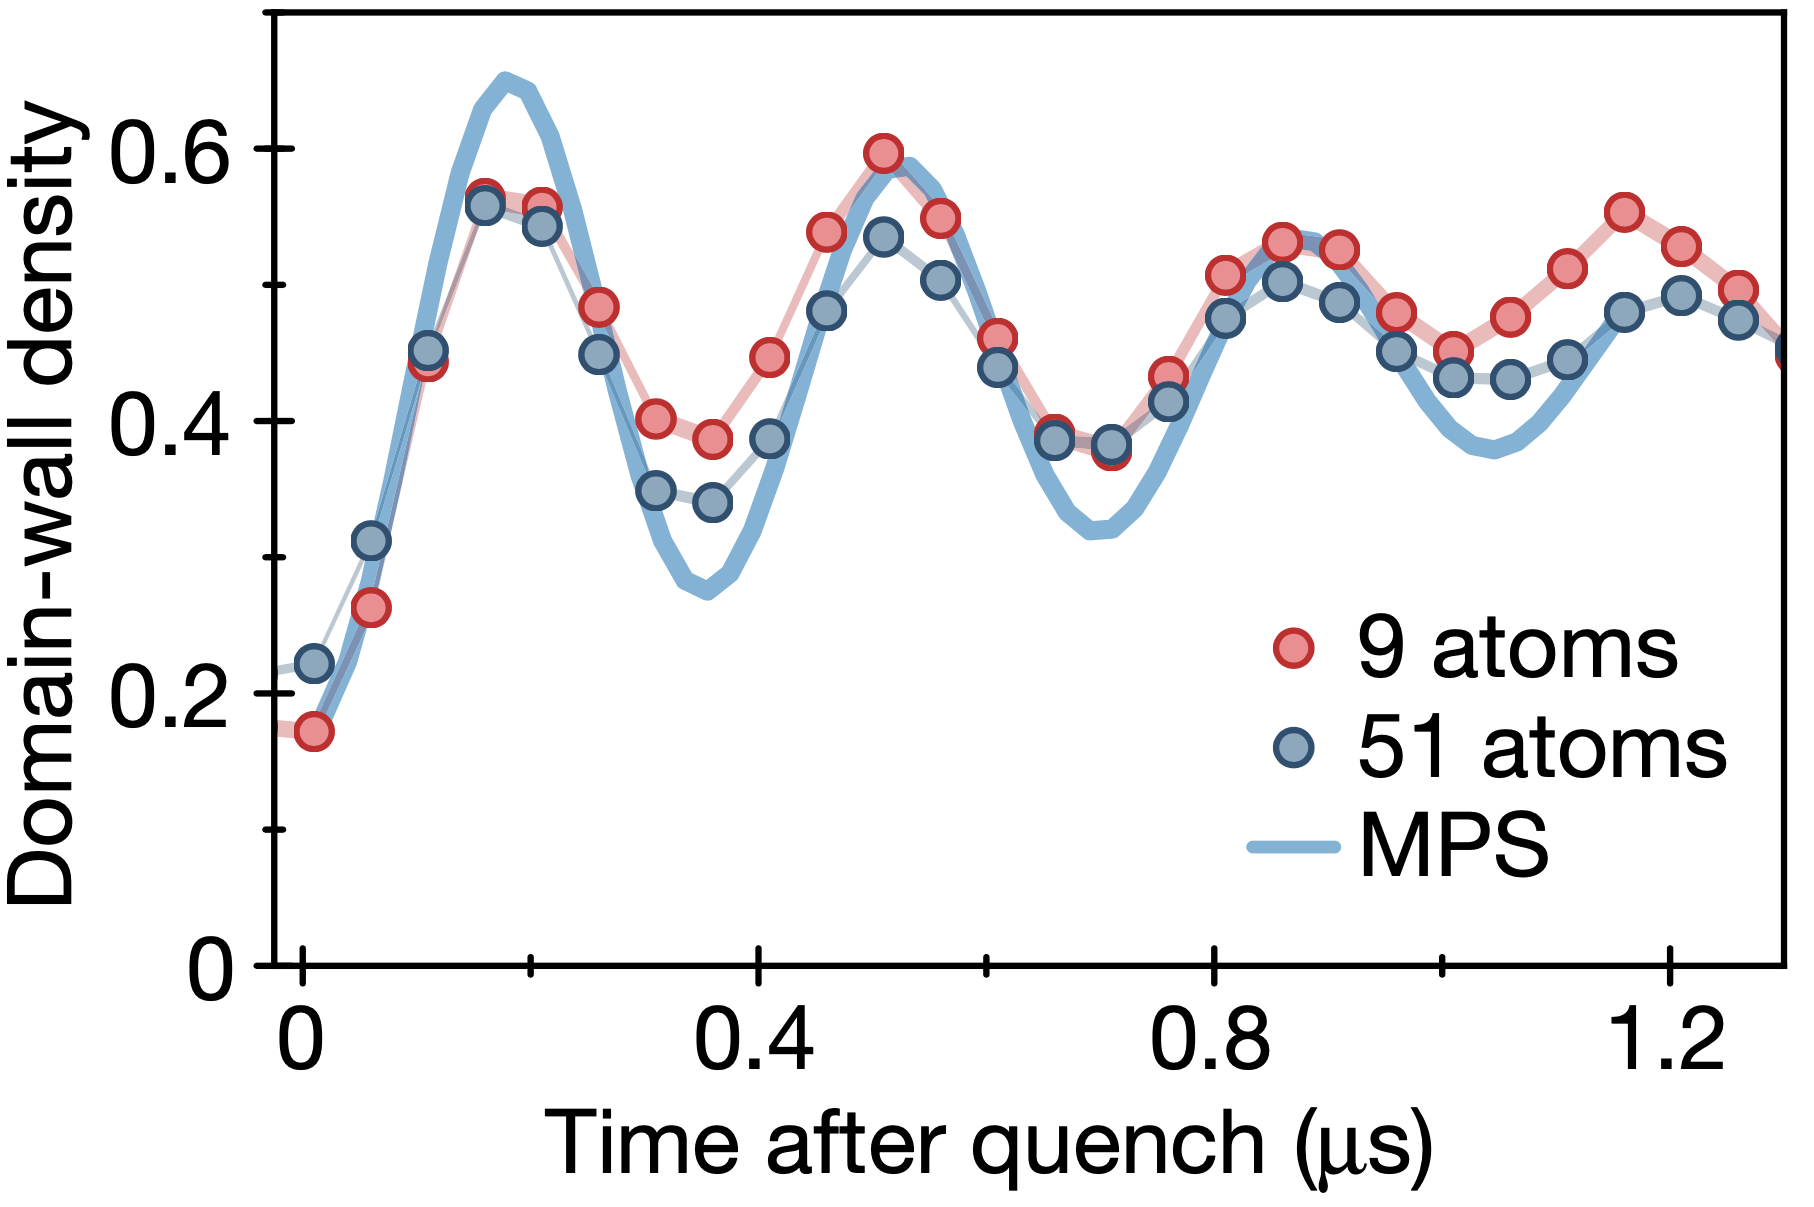 Domain-wall density
0.6
0.4
0.2
0
0 0.4 0.8 1.2
Time after quench (μs)
9 atoms
51 atoms
MPS